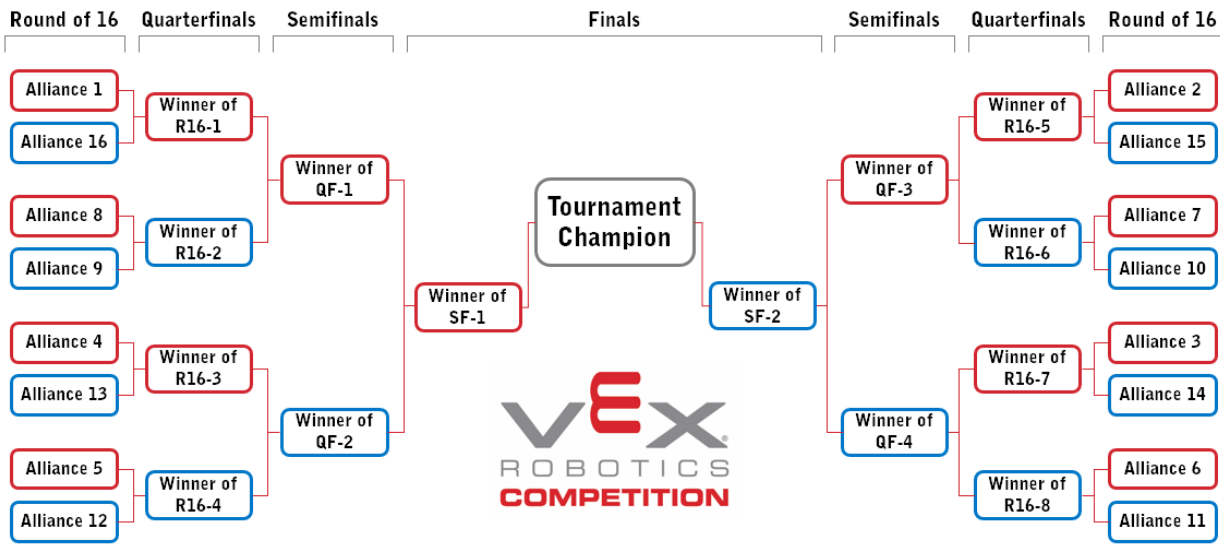 Round of 16
Quarterfinals
Semifinals
Finals
Semifinals
Quarterfinals
Round of 16
Alliance 1
Alliance 16
Alliance 8
Alliance 9
Alliance 4
Alliance 13
Alliance 5
Alliance 12
Winner of
R16-1
Winner of
R16-2
Winner of
R16-3
Winner of
R16-4
Winner of
QF-1
Winner of
QF-2
Winner of
SF-1
Tournament
Champion
Winner of
SF-2
Winner of
QF-3
Winner of
QF-4
Winner of
R16-5
Winner of
R16-6
Winner of
R16-7
Winner of
R16-8
Alliance 2
Alliance 15
Alliance 7
Alliance 10
Alliance 3
Alliance 14
Alliance 6
Alliance 11
VEX®
ROBOTICS
COMPETITION